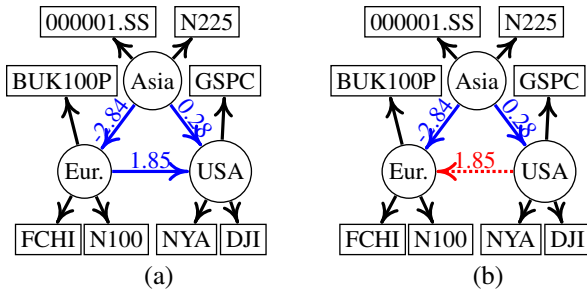 000001.SS N225 000001.SS N225
BUK100P Asia GSPC BUK100P Asia GSPC
-2.84 0.28 -2.84 0.28
Eur. 1.85 USA Eur. 1.85 USA
FCHI N100 NYA DJI FCHI N100 NYA DJI
(a) (b)